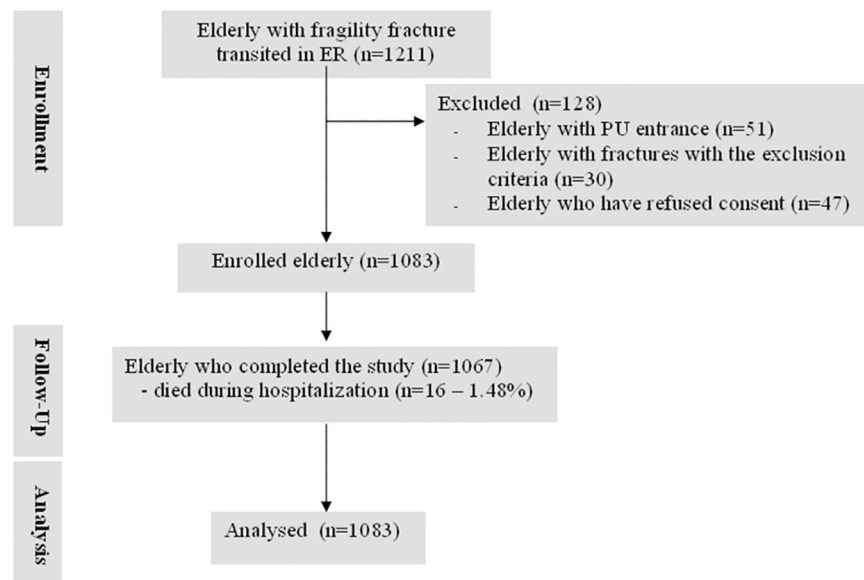 Enrollment
Elderly with fragility fracture
transited in ER (n=1211)
Excluded (n=128)
- Elderly with PU entrance (n=51)
- Elderly with fractures with the exclusion
criteria (n=30)
- Elderly who have refused consent (n=47)
Enrolled elderly (n=1083)
Follow-Up
Elderly who completed the study (n=1067)
- died during hospitalization (n=16 – 1.48%)
Analysis
Analysed (n=1083)